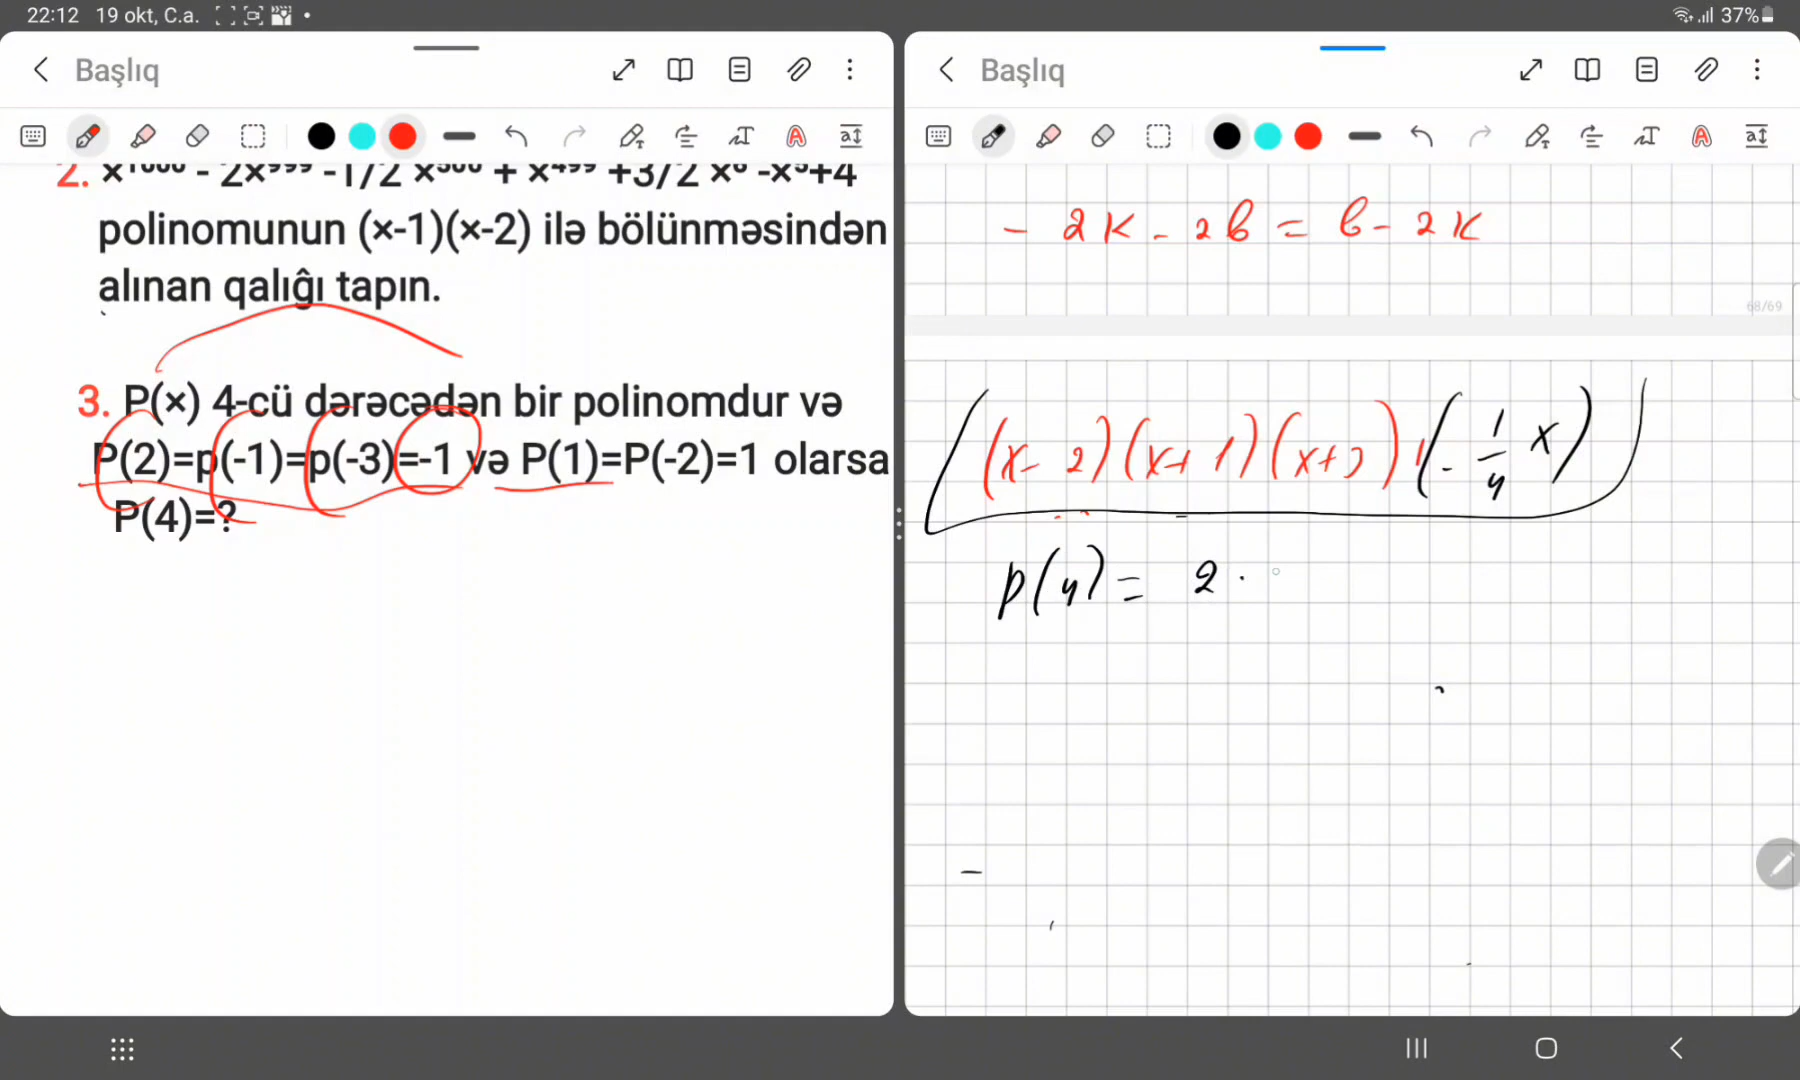 22:12 19 okt, C.a.
37%
Başlıq
2. x¹⁰⁰⁰ - 2x⁹⁹⁹ -1/2 x⁵⁰⁰ + x⁴⁹⁹ +3/2 x⁶ -x⁵+4
polinomunun (x-1)(x-2) ilə bölünməsindən
alınan qalığı tapın.
3. P(x) 4-cü dərəcədən bir polinomdur və
P(2)=p(-1)=p(-3)=-1 və P(1)=P(-2)=1 olarsa
P(4)=?
Başlıq
- 2K - 2b = b - 2K
68/69
(x-2)(x+1)(x+3) (-1/4 x)
P(4) = 2 ·